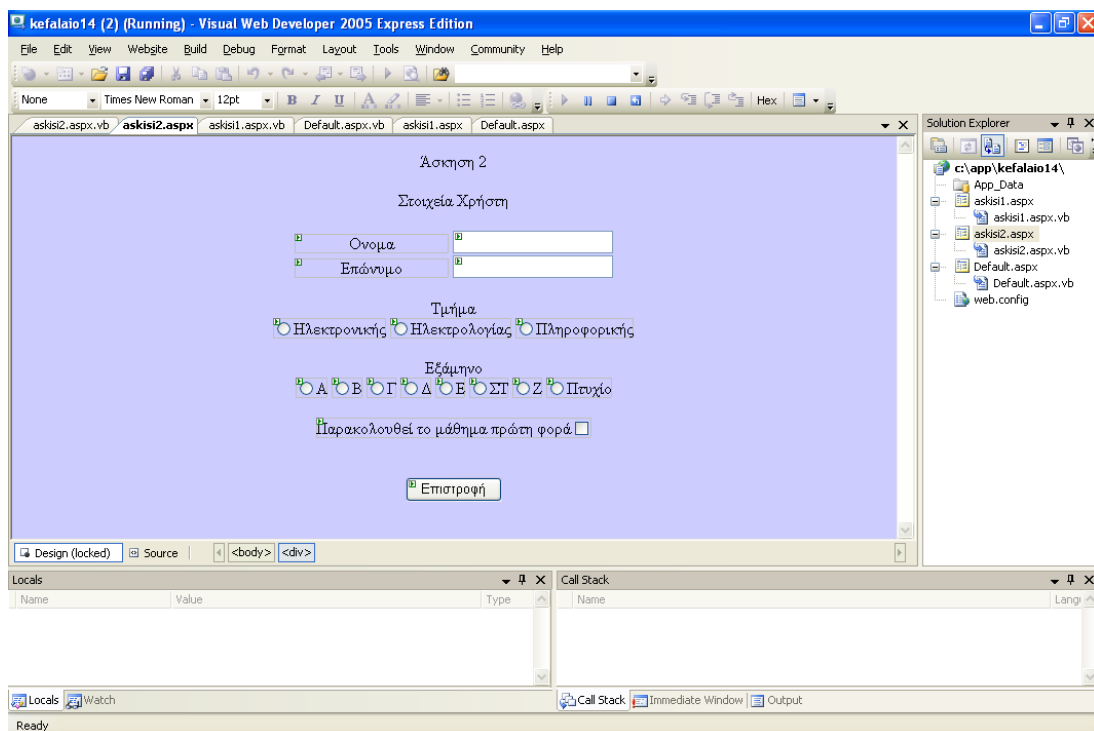 kefalaio14 (2) (Running) - Visual Web Developer 2005 Express Edition
File Edit View Website Build Debug Format Layout Tools Window Community Help
None Times New Roman 12pt B I U A Hex
askisi2.aspx.vb askisi2.aspx askisi1.aspx.vb Default.aspx.vb askisi1.aspx Default.aspx
Άσκηση 2
Στοιχεία Χρήστη
Ονομα
Επώνυμο
Τμήμα
Ηλεκτρονικής Ηλεκτρολογίας Πληροφορικής
Εξάμηνο
Α Β Γ Δ Ε ΣΤ Ζ Πτυχίο
Παρακολουθεί το μάθημα πρώτη φορά
Επιστροφή
Design (locked) Source <body> <div>
Solution Explorer
c:\app\kefalaio14\
App_Data
askisi1.aspx
askisi1.aspx.vb
askisi2.aspx
askisi2.aspx.vb
Default.aspx
Default.aspx.vb
web.config
Locals
Name Value Type
Locals Watch
Call Stack
Name Langu
Call Stack Immediate Window Output
Ready